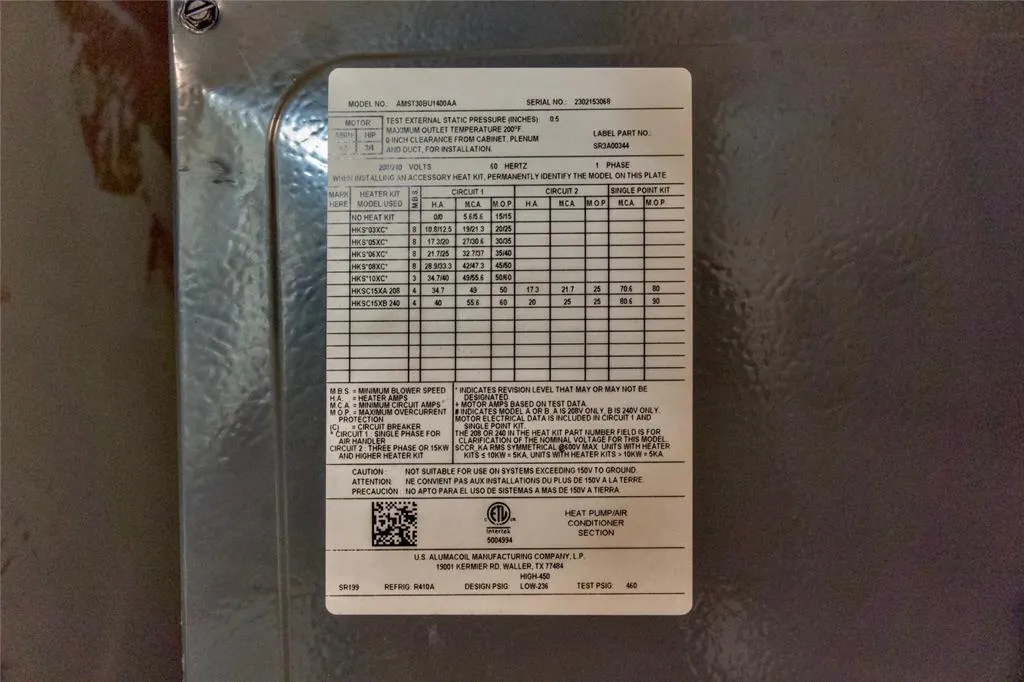 MODEL NO.: AMST30BU1400AA SERIAL NO.: 2302153068
MOTOR
AMPS H/P
3/4
TEST EXTERNAL STATIC PRESSURE (INCHES) 0.5
MAXIMUM OUTLET TEMPERATURE 200°F.
0 INCH CLEARANCE FROM CABINET, PLENUM
AND DUCT, FOR INSTALLATION.
LABEL PART NO.:
SR3A00344
208/240 VOLTS 60 HERTZ 1 PHASE
WHEN INSTALLING AN ACCESSORY HEAT KIT, PERMANENTLY IDENTIFY THE MODEL ON THIS PLATE.
MARK HERE HEATER KIT MODEL USED M.B.S. CIRCUIT 1 CIRCUIT 2 SINGLE POINT KIT
H.A. M.C.A. M.O.P. H.A. M.C.A. M.O.P. M.C.A. M.O.P.
NO HEAT KIT 0/0 5.6/5.6 15/15
HKS*03XC* 8 10.8/12.5 19/21.3 20/25
HKS*05XC* 8 17.3/20 27/30.6 30/35
HKS*06XC* 8 21.7/25 32.7/37 35/40
HKS*08XC* 8 28.9/33.3 42/47.3 45/50
HKS*10XC* 3 34.7/40 49/55.6 50/60
HKSC15XA 208 4 34.7 49 50 17.3 21.7 25 70.6 80
HKSC15XB 240 4 40 55.6 60 20 25 25 80.6 90
M.B.S. = MINIMUM BLOWER SPEED
H.A. = HEATER AMPS
M.C.A. = MINIMUM CIRCUIT AMPS
M.O.P. = MAXIMUM OVERCURRENT
PROTECTION
(C) = CIRCUIT BREAKER
* CIRCUIT 1 : SINGLE PHASE FOR
AIR HANDLER
CIRCUIT 2 : THREE PHASE OR 15KW
AND HIGHER HEATER KIT
* INDICATES REVISION LEVEL THAT MAY OR MAY NOT BE
DESIGNATED.
+ MOTOR AMPS BASED ON TEST DATA.
# INDICATES MODEL A OR B. A IS 208V ONLY, B IS 240V ONLY.
MOTOR ELECTRICAL DATA IS INCLUDED IN CIRCUIT 1 AND
SINGLE POINT KIT.
THE 208 OR 240 IN THE HEAT KIT PART NUMBER FIELD IS FOR
CLARIFICATION OF THE NOMINAL VOLTAGE FOR THIS MODEL.
SCCR, KA RMS SYMMETRICAL @600V MAX. UNITS WITH HEATER
KITS ≤ 10KW = 5KA, UNITS WITH HEATER KITS > 10KW = 5KA.
CAUTION : NOT SUITABLE FOR USE ON SYSTEMS EXCEEDING 150V TO GROUND.
ATTENTION: NE CONVIENT PAS AUX INSTALLATIONS DU PLUS DE 150V A LA TERRE.
PRECAUCIÓN : NO APTO PARA EL USO DE SISTEMAS A MAS DE 150V A TIERRA.
C ETL US
Intertek
5004994
HEAT PUMP/AIR
CONDITIONER
SECTION
U.S. ALUMACOIL MANUFACTURING COMPANY, L.P.
19001 KERMIER RD, WALLER, TX 77484
SR199 REFRIG: R410A DESIGN PSIG: HIGH-450
LOW-236 TEST PSIG: 460